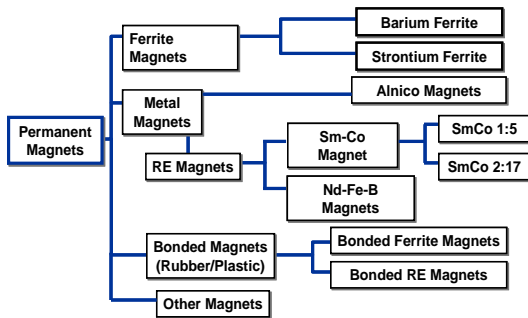 Barium Ferrite
Ferrite
Magnets
Strontium Ferrite
Alnico Magnets
Metal
Magnets
Permanent
Magnets
Sm-Co
Magnet
SmCo 1:5
RE Magnets
SmCo 2:17
Nd-Fe-B
Magnets
Bonded Magnets
(Rubber/Plastic)
Bonded Ferrite Magnets
Bonded RE Magnets
Other Magnets